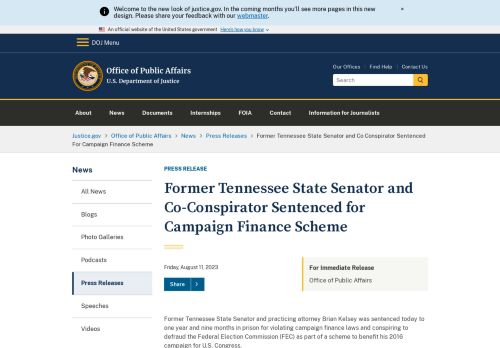 Welcome to the new look of justice.gov. In the coming months you'll see more pages in this new
design. Please share your feedback with our webmaster.
×
An official website of the United States government Here's how you know
DOJ Menu
Office of Public Affairs
U.S. Department of Justice
Our Offices | Find Help | Contact Us
Search
About News Documents Internships FOIA Contact Information for Journalists
Justice.gov > Office of Public Affairs > News > Press Releases > Former Tennessee State Senator and Co Conspirator Sentenced
For Campaign Finance Scheme
News
All News
Blogs
Photo Galleries
Podcasts
Press Releases
Speeches
Videos
PRESS RELEASE
Former Tennessee State Senator and
Co-Conspirator Sentenced for
Campaign Finance Scheme
Friday, August 11, 2023
Share >
For Immediate Release
Office of Public Affairs
Former Tennessee State Senator and practicing attorney Brian Kelsey was sentenced today to
one year and nine months in prison for violating campaign finance laws and conspiring to
defraud the Federal Election Commission (FEC) as part of a scheme to benefit his 2016
campaign for U.S. Congress.